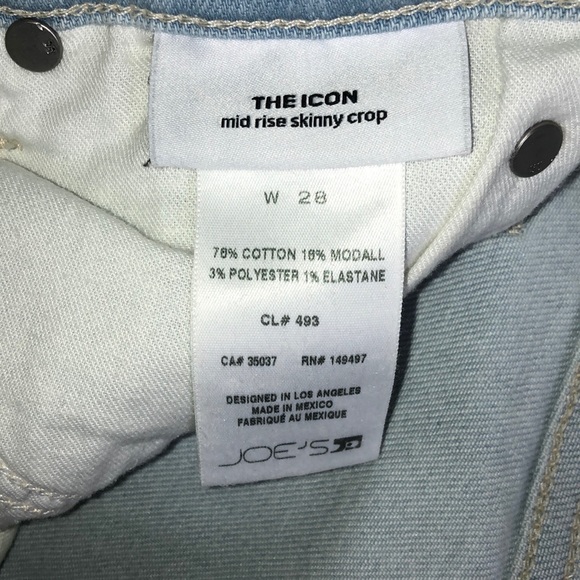 THE ICON
mid rise skinny crop
W 28
78% COTTON 18% MODALL
3% POLYESTER 1% ELASTANE
CL# 493
CA# 35037 RN# 149497
DESIGNED IN LOS ANGELES
MADE IN MEXICO
FABRIQUÉ AU MEXIQUE
JOE'S